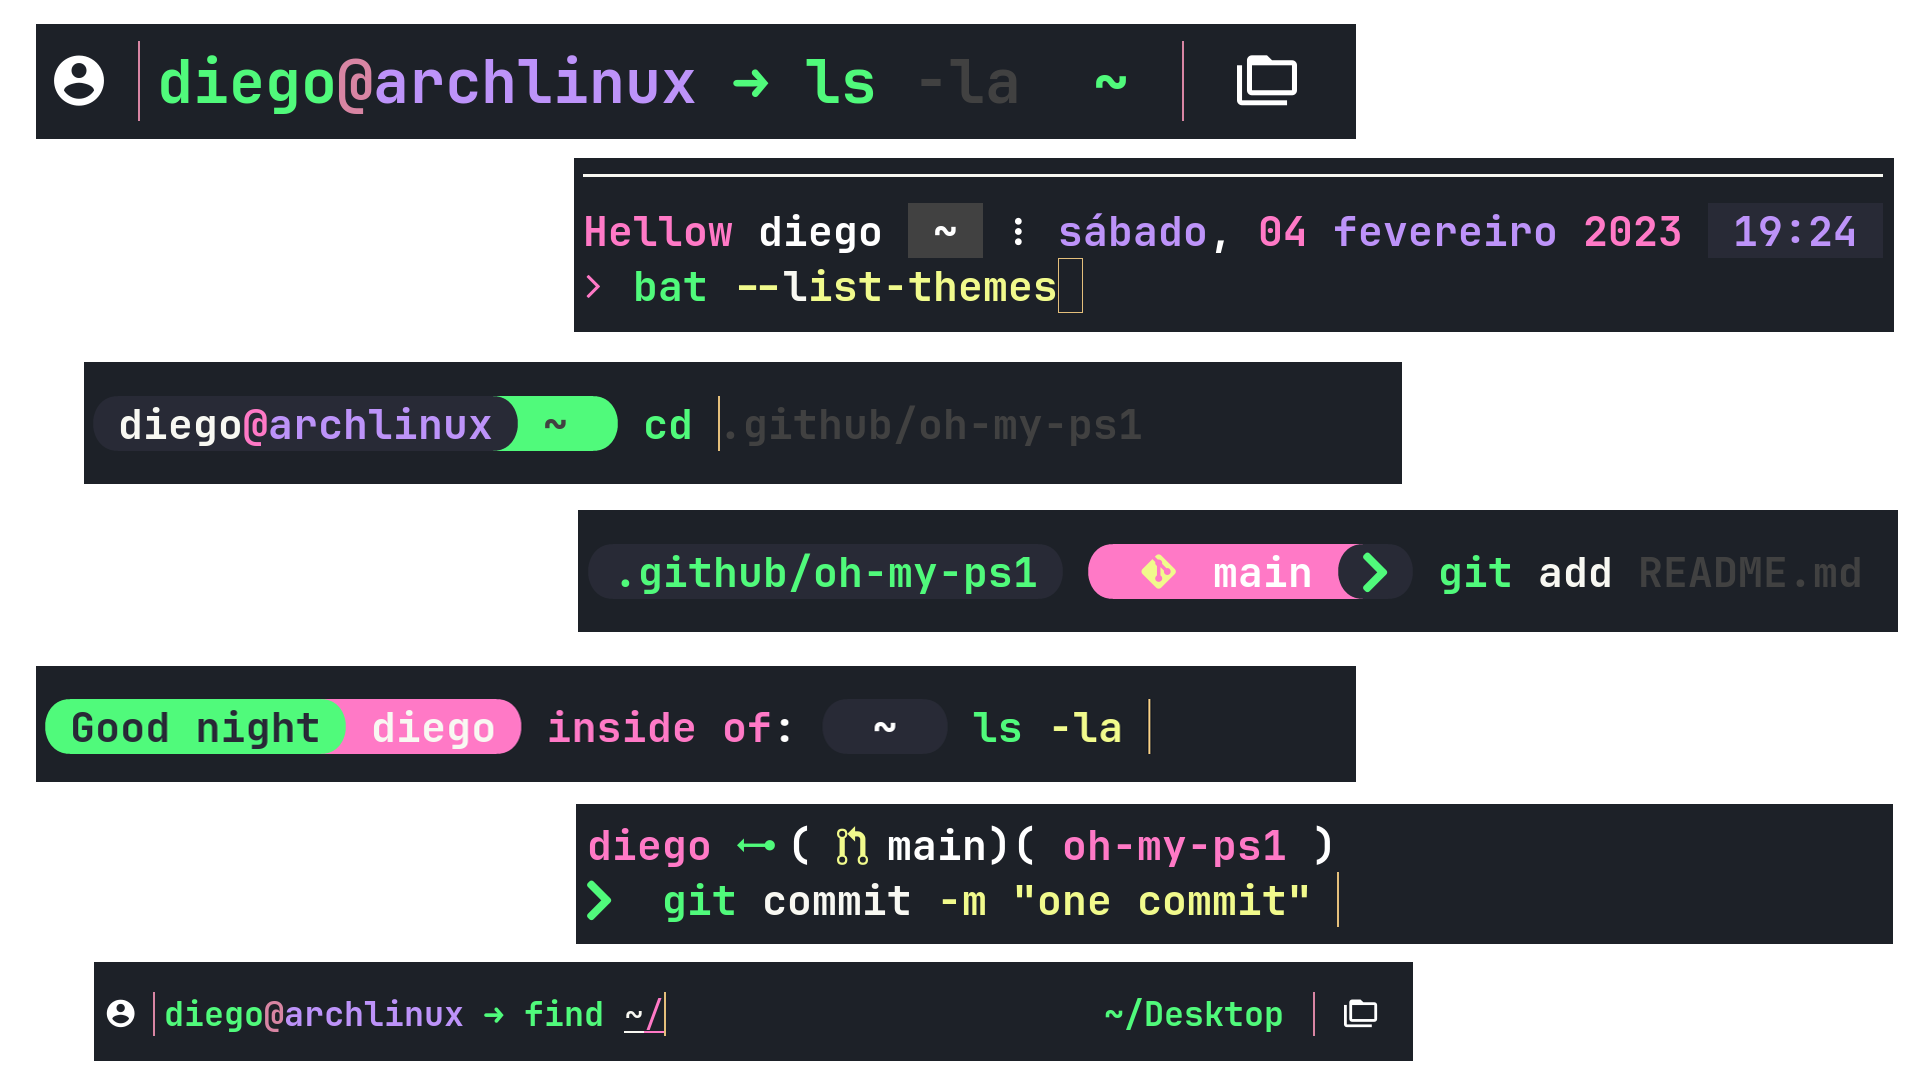 diego@archlinux → ls -la ~
Hellow diego ~ ⋮ sábado, 04 fevereiro 2023 19:24
> bat --list-themes
diego@archlinux ~ cd .github/oh-my-ps1
.github/oh-my-ps1 main ❯ git add README.md
Good night diego inside of: ~ ls -la
diego ⟵• ( main)( oh-my-ps1 )
❯ git commit -m "one commit"
diego@archlinux → find ~/ ~/Desktop